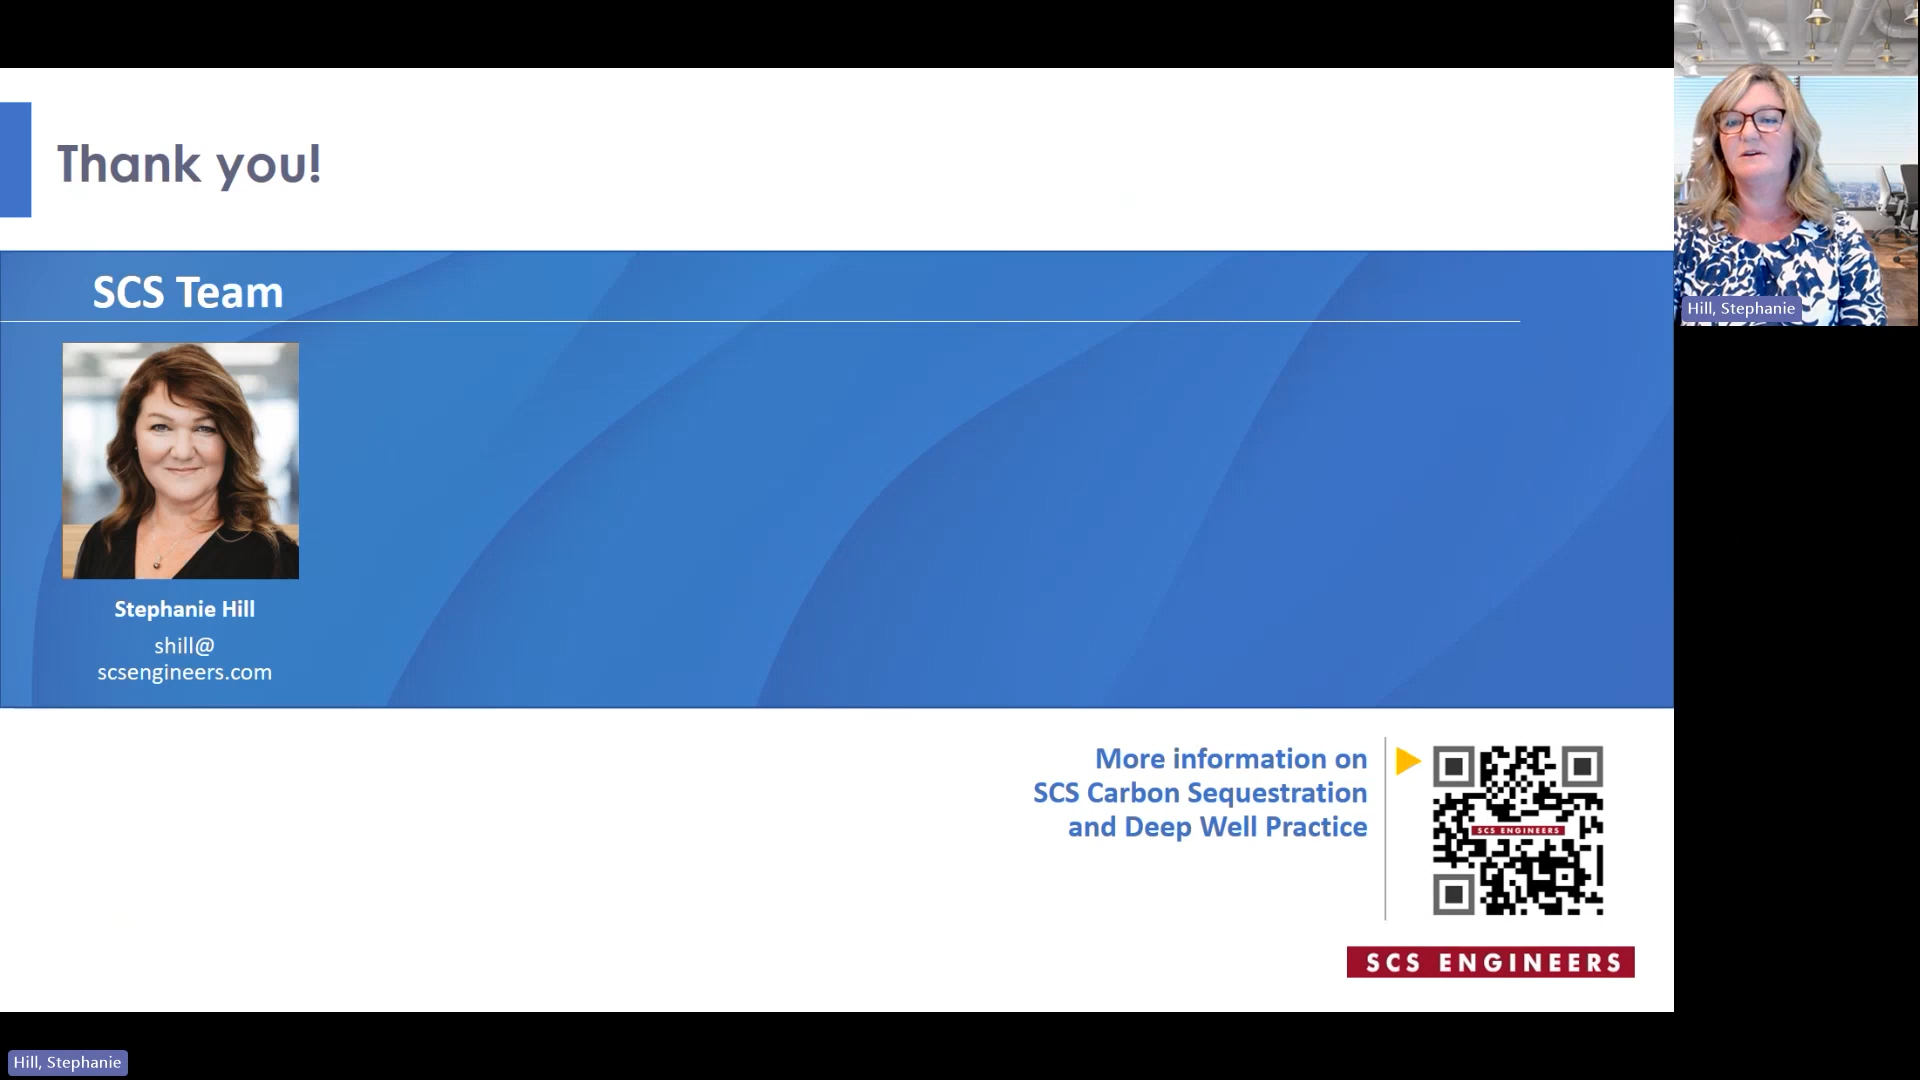 Thank you!
SCS Team
Stephanie Hill
shill@
scsengineers.com
More information on
SCS Carbon Sequestration
and Deep Well Practice
SCS ENGINEERS
SCS ENGINEERS
Hill, Stephanie
Hill, Stephanie